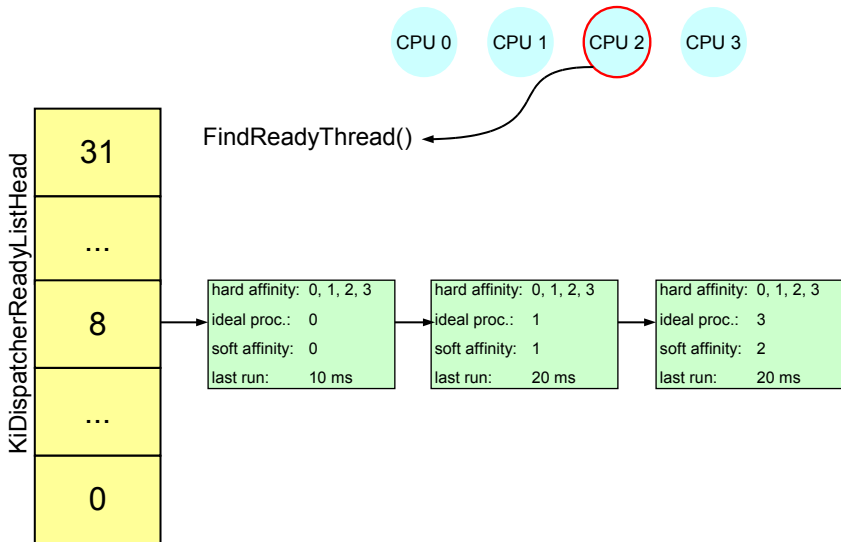 CPU 0 CPU 1 CPU 2 CPU 3
FindReadyThread()
KiDispatcherReadyListHead
31
...
8
...
0
hard affinity: 0, 1, 2, 3
ideal proc.: 0
soft affinity: 0
last run: 10 ms
hard affinity: 0, 1, 2, 3
ideal proc.: 1
soft affinity: 1
last run: 20 ms
hard affinity: 0, 1, 2, 3
ideal proc.: 3
soft affinity: 2
last run: 20 ms